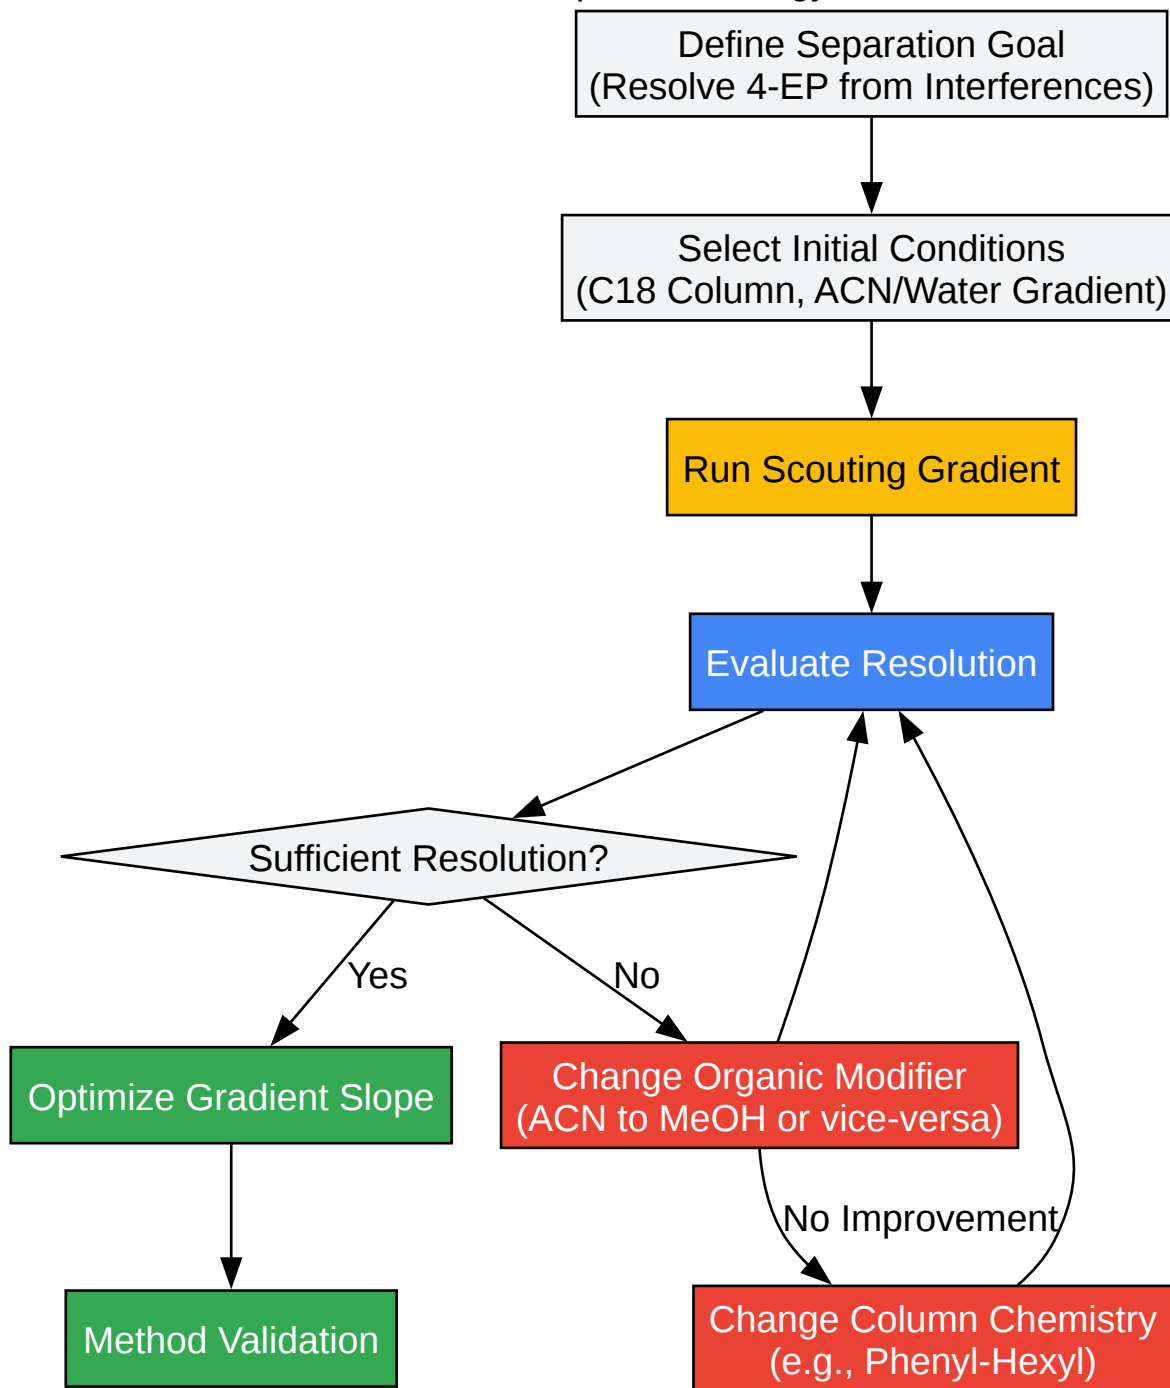 Define Separation Goal
(Resolve 4-EP from Interferences)
Select Initial Conditions
(C18 Column, ACN/Water Gradient)
Run Scouting Gradient
Evaluate Resolution
Sufficient Resolution?
Yes
No
Optimize Gradient Slope
Change Organic Modifier
(ACN to MeOH or vice-versa)
No Improvement
Method Validation
Change Column Chemistry
(e.g., Phenyl-Hexyl)